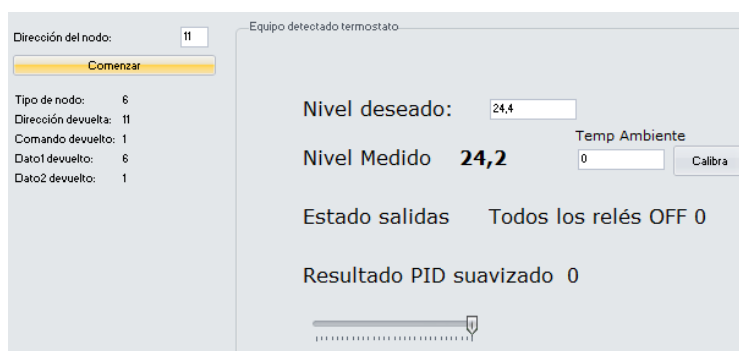 Dirección del nodo: 11
Comenzar
Tipo de nodo: 6
Dirección devuelta: 11
Comando devuelto: 1
Dato1 devuelto: 6
Dato2 devuelto: 1
Equipo detectado termostato
Nivel deseado: 24,4
Temp Ambiente
Nivel Medido 24,2 0 Calibra
Estado salidas Todos los relés OFF 0
Resultado PID suavizado 0